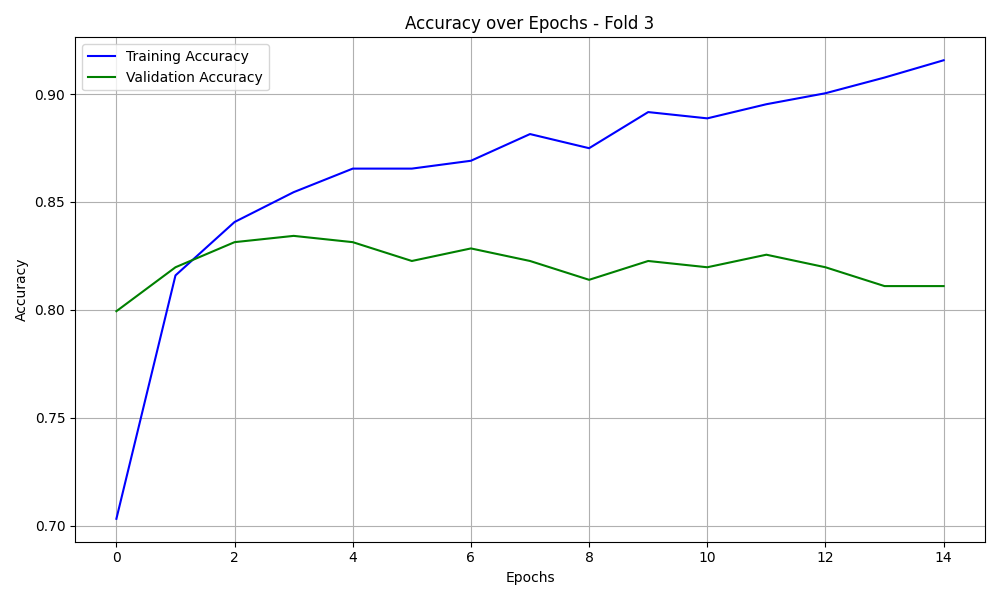 Accuracy over Epochs - Fold 3
Training Accuracy
Validation Accuracy
Accuracy
0.90
0.85
0.80
0.75
0.70
0 2 4 6 8 10 12 14
Epochs